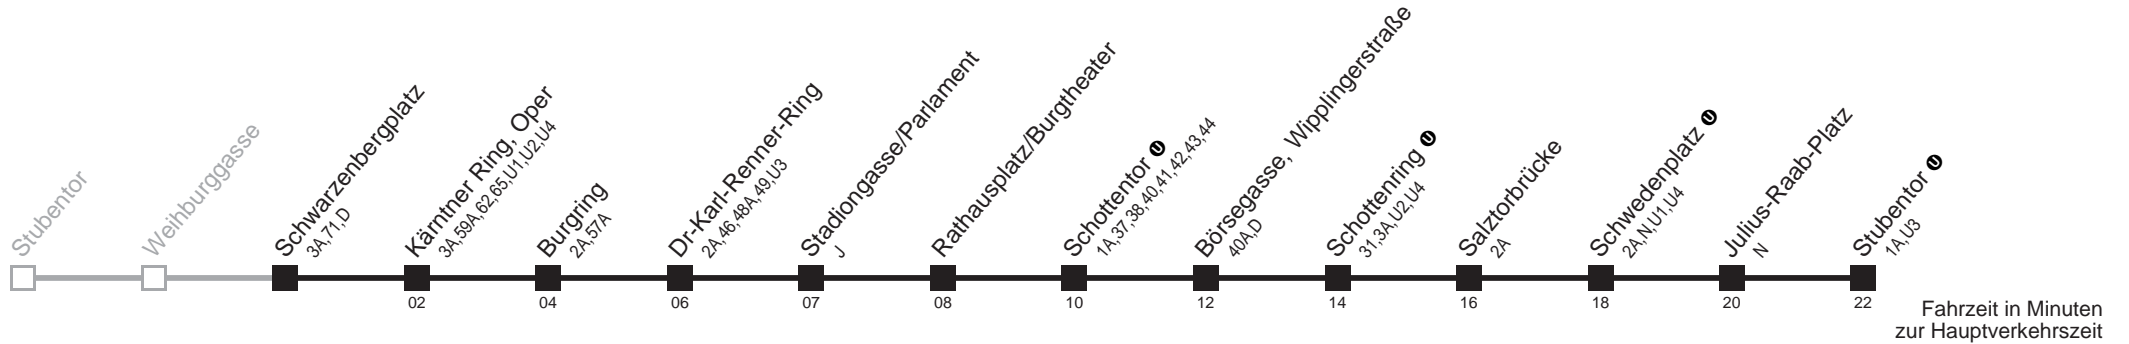 Stubentor
Weihburggasse
Schwarzenbergplatz
3A,71,D
Kärntner Ring, Oper
3A,59A,62,65,U1,U2,U4
02
Burgring
2A,57A
04
Dr-Karl-Renner-Ring
2A,46,48A,49,U3
06
Stadiongasse/Parlament
J
07
Rathausplatz/Burgtheater
08
Schottentor U
1A,37,38,40,41,42,43,44
10
Börsegasse, Wipplingerstraße
40A,D
12
Schottenring U
31,3A,U2,U4
14
Salztorbrücke
2A
16
Schwedenplatz U
2A,N,U1,U4
18
Julius-Raab-Platz
N
20
Stubentor U
1A,U3
22
Fahrzeit in Minuten
zur Hauptverkehrszeit